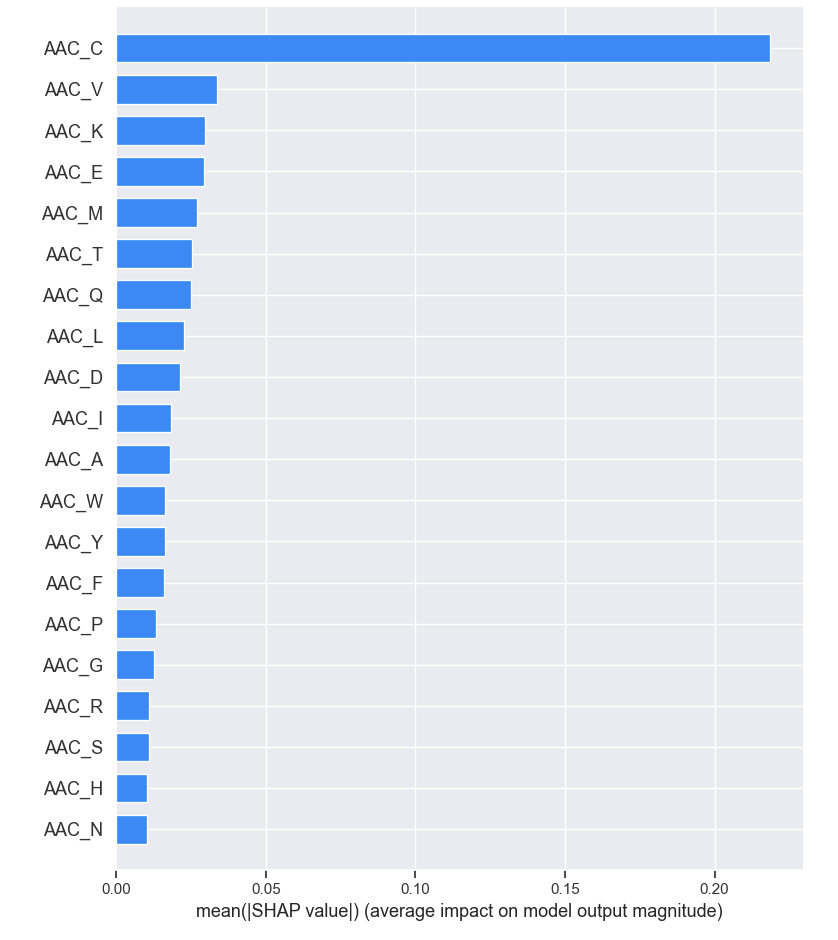 AAC_C
AAC_V
AAC_K
AAC_E
AAC_M
AAC_T
AAC_Q
AAC_L
AAC_D
AAC_I
AAC_A
AAC_W
AAC_Y
AAC_F
AAC_P
AAC_G
AAC_R
AAC_S
AAC_H
AAC_N
0.00 0.05 0.10 0.15 0.20
mean(|SHAP value|) (average impact on model output magnitude)